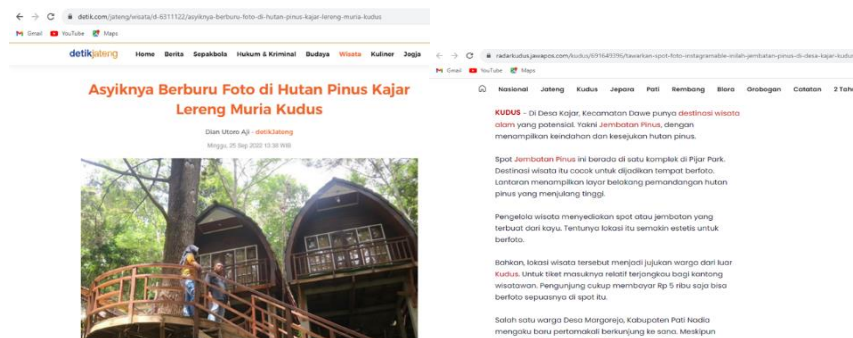 detik.com/jateng/wisata/d-6311122/asyiknya-berburu-foto-di-hutan-pinus-kajar-lereng-muria-kudus
Gmail YouTube Maps
detikjateng Home Berita Sepakbola Hukum & Kriminal Budaya Wisata Kuliner Jogja
Asyiknya Berburu Foto di Hutan Pinus Kajar
Lereng Muria Kudus
Dian Utoro Aji - detikJateng
Minggu, 25 Sep 2022 10:38 WIB
radarkudus.jawapos.com/kudus/691649396/tawarkan-spot-foto-instagramable-inilah-jembatan-pinus-di-desa-kajar-kudus
Gmail YouTube Maps
Nasional Jateng Kudus Jepara Pati Rembang Blora Grobogan Catatan 2 Tahu
KUDUS - Di Desa Kajar, Kecamatan Dawe punya destinasi wisata
alam yang potensial. Yakni Jembatan Pinus, dengan
menampilkan keindahan dan kesejukan hutan pinus.
Spot Jembatan Pinus ini berada di satu komplek di Pijar Park.
Destinasi wisata itu cocok untuk dijadikan tempat berfoto.
Lantaran menampilkan layar belakang pemandangan hutan
pinus yang menjulang tinggi.
Pengelola wisata menyediakan spot atau jembatan yang
terbuat dari kayu. Tentunya lokasi itu semakin estetis untuk
berfoto.
Bahkan, lokasi wisata tersebut menjadi jujukan warga dari luar
Kudus. Untuk tiket masuknya relatif terjangkau bagi kantong
wisatawan. Pengunjung cukup membayar Rp 5 ribu saja bisa
berfoto sepuasnya di spot itu.
Salah satu warga Desa Margorejo, Kabupaten Pati Nadia
mengaku baru pertamakali berkunjung ke sana. Meskipun